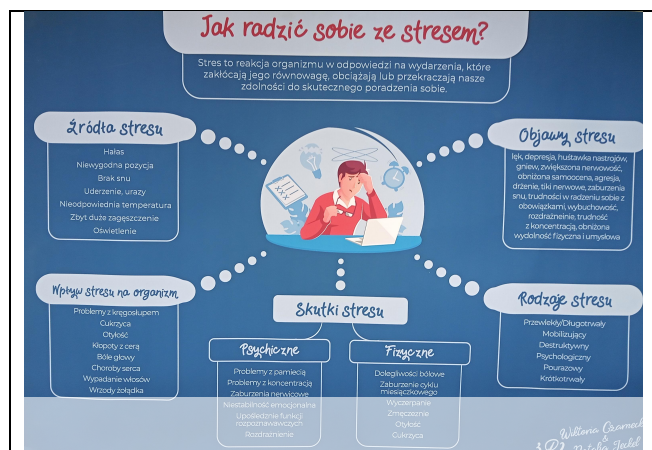 Jak radzić sobie ze stresem?
Stres to reakcja organizmu w odpowiedzi na wydarzenia, które
zakłócają jego równowagę, obciążają lub przekraczają nasze
zdolności do skutecznego poradzenia sobie.
Źródła stresu
Hałas
Niewygodna pozycja
Brak snu
Uderzenie, urazy
Nieodpowiednia temperatura
Zbyt duże zagęszczenie
Oświetlenie
Objawy stresu
lęk, depresja, huśtawka nastrojów,
gniew, zwiększona nerwowość,
obniżona samoocena, agresja,
drżenie, tiki nerwowe, zaburzenia
snu, trudności w radzeniu sobie z
obowiązkami, wybuchowość,
rozdrażnienie, trudność
z koncentracją, obniżona
wydolność fizyczna i umysłowa
Wpływ stresu na organizm
Problemy z kręgosłupem
Cukrzyca
Otyłość
Kłopoty z cerą
Bóle głowy
Choroby serca
Wypadanie włosów
Wrzody żołądka
Skutki stresu
Psychiczne
Problemy z pamięcią
Problemy z koncentracją
Zaburzenia nerwicowe
Niestabilność emocjonalna
Upośledzenie funkcji
rozpoznawawczych
Rozdrażnienie
Fizyczne
Dolegliwości bólowe
Zaburzenie cyklu
miesiączkowego
Wyczerpanie
Zmęczenie
Otyłość
Cukrzyca
Rodzaje stresu
Przewlekły/Długotrwały
Mobilizujący
Destruktywny
Psychologiczny
Pourazowy
Krótkotrwały
Wiktoria
&
Natalia